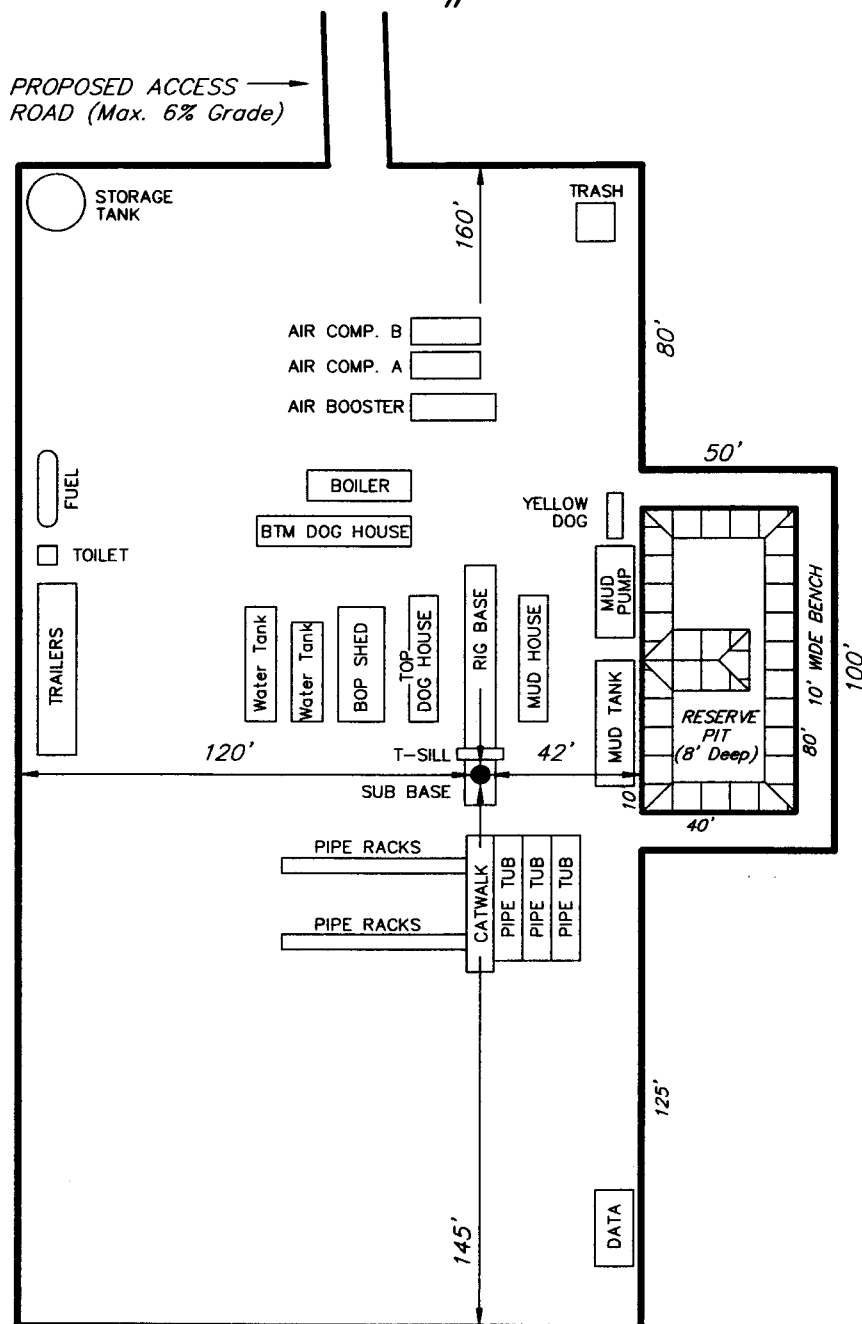 PROPOSED ACCESS
ROAD (Max. 6% Grade)
STORAGE
TANK
160'
TRASH
AIR COMP. B
AIR COMP. A
AIR BOOSTER
80'
50'
FUEL
BOILER
YELLOW
DOG
BTM DOG HOUSE
TOILET
TRAILERS
Water Tank
Water Tank
BOP SHED
TOP
DOG HOUSE
RIG BASE
MUD HOUSE
MUD
PUMP
MUD TANK
RESERVE
PIT
(8' Deep)
10' WIDE BENCH
100'
80'
120'
T-SILL
42'
SUB BASE
10'
40'
PIPE RACKS
PIPE RACKS
CATWALK
PIPE TUB
PIPE TUB
PIPE TUB
125'
145'
DATA